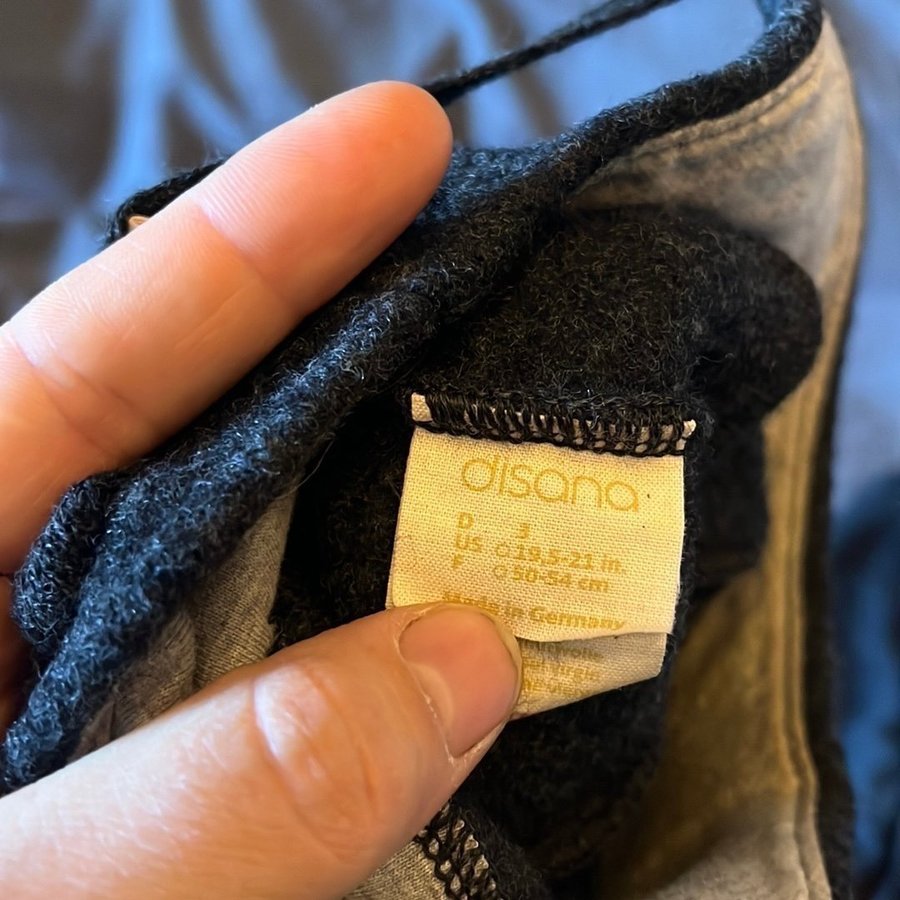 disana
D 3
US 19,5-21 in.
F 50-54 cm
Made in Germany